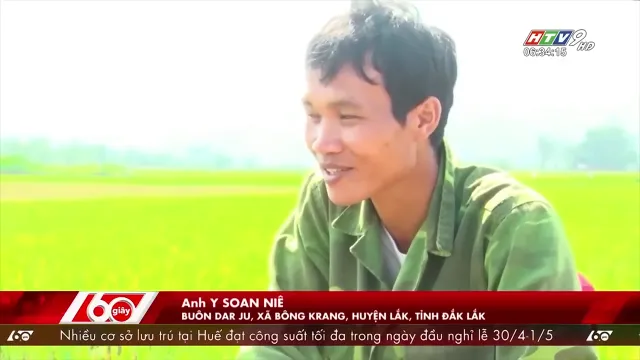 HTV9 HD
06:34:15
Anh Y SOAN NIÊ
BUÔN DAR JU, XÃ BÔNG KRANG, HUYỆN LẮK, TỈNH ĐẮK LẮK
60 giây
60 Nhiều cơ sở lưu trú tại Huế đạt công suất tối đa trong ngày đầu nghỉ lễ 30/4-1/5 60